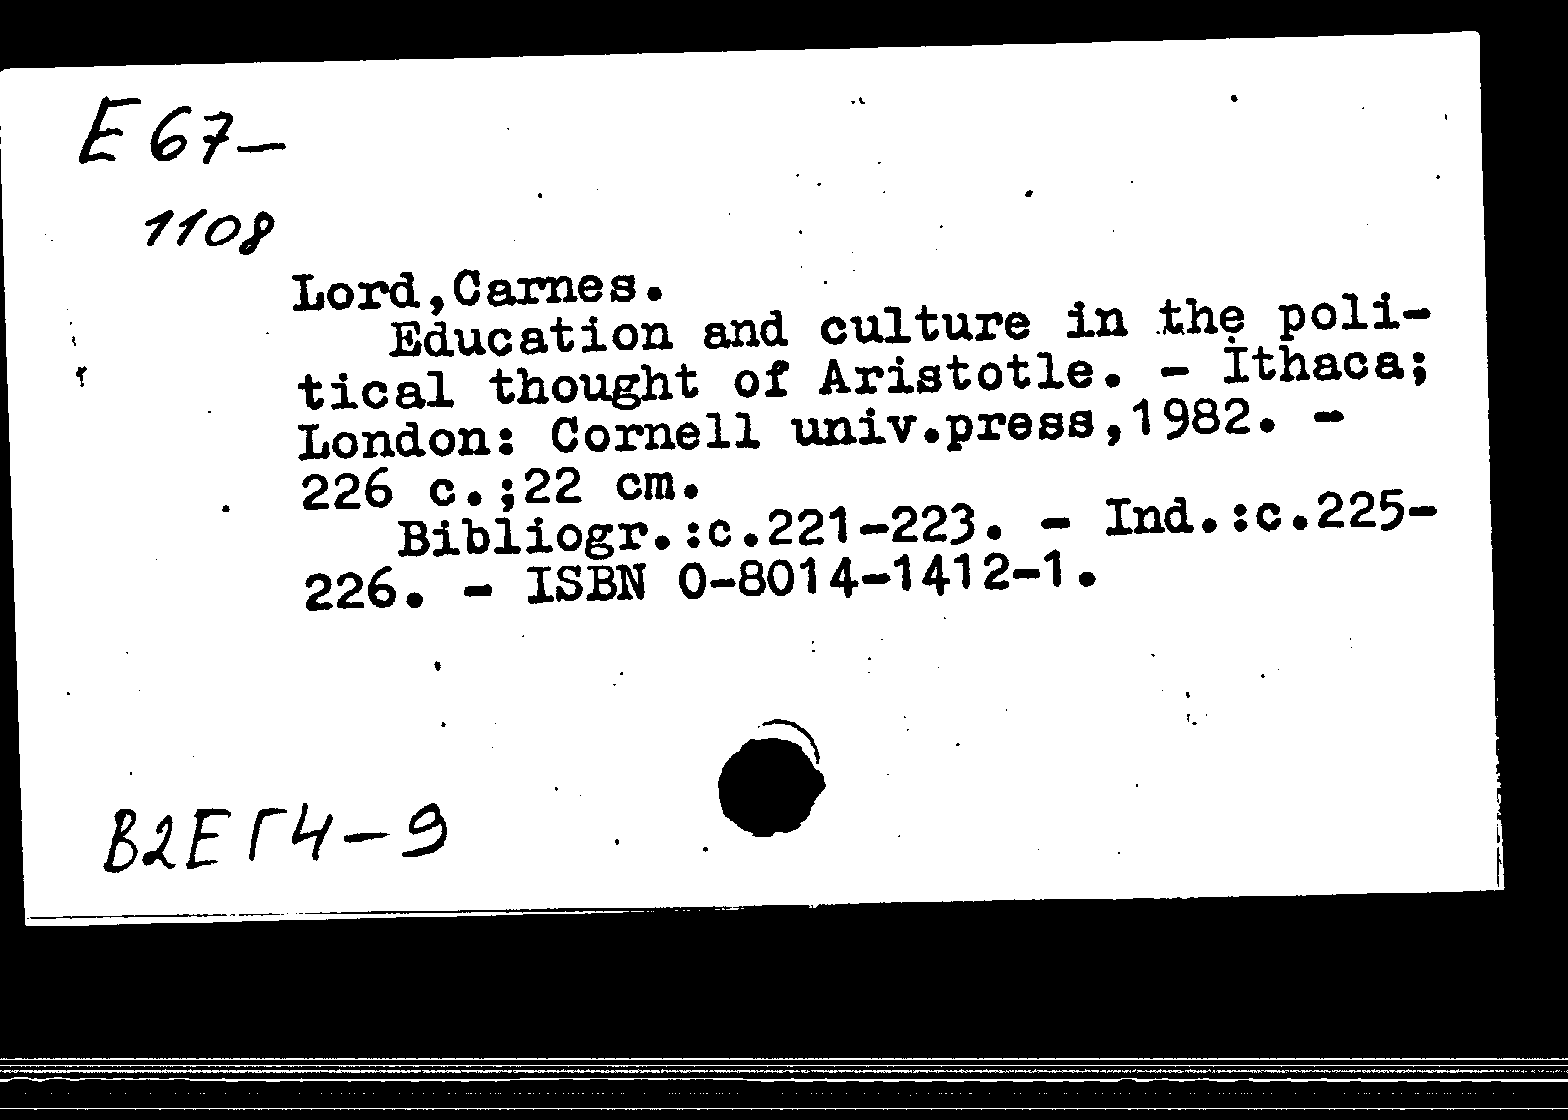 E 67-
1108
Lord,Carnes.
Education and culture in the poli-
tical thought of Aristotle. - Ithaca;
London: Cornell univ.press,1982. -
226 c.;22 cm.
Bibliogr.:c.221-223. - Ind.:c.225-
226. - ISBN 0-8014-1412-1.
В2ЕГ4-9